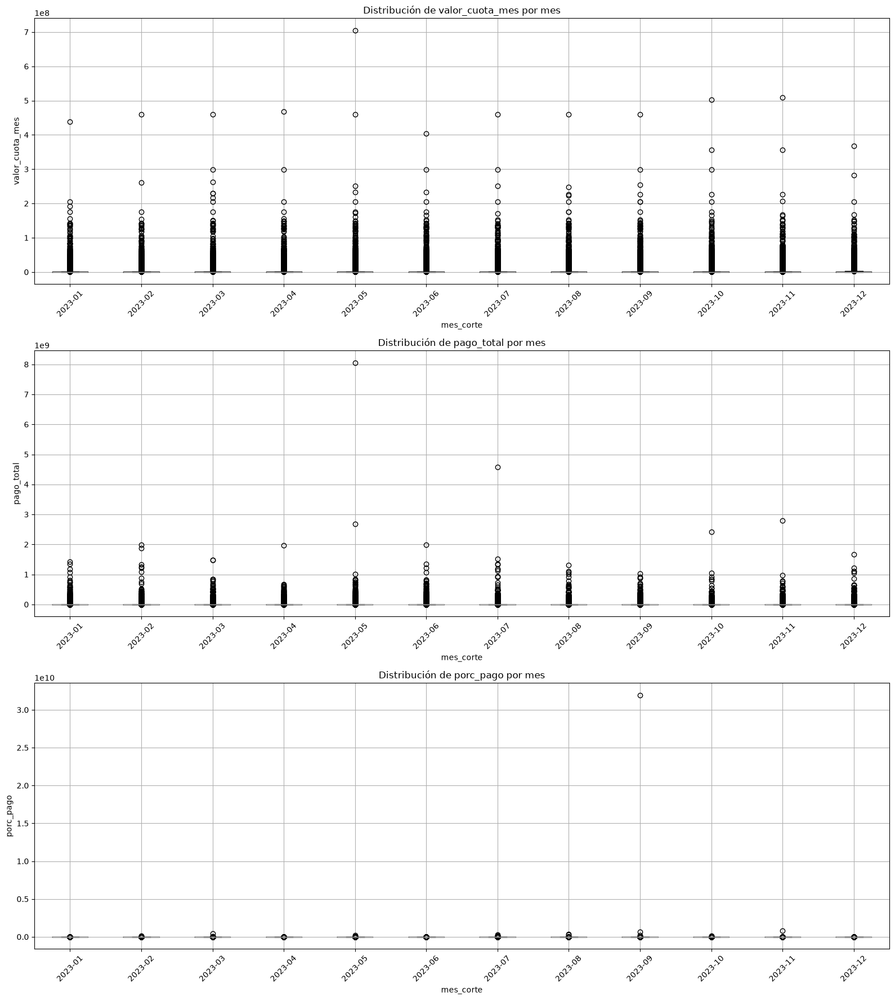 Distribución de valor_cuota_mes por mes
1e8
7
6
5
4
3
2
1
0
valor_cuota_mes
2023-01 2023-02 2023-03 2023-04 2023-05 2023-06 2023-07 2023-08 2023-09 2023-10 2023-11 2023-12
mes_corte
Distribución de pago_total por mes
1e9
8
7
6
5
4
3
2
1
0
pago_total
2023-01 2023-02 2023-03 2023-04 2023-05 2023-06 2023-07 2023-08 2023-09 2023-10 2023-11 2023-12
mes_corte
Distribución de porc_pago por mes
1e10
3.0
2.5
2.0
1.5
1.0
0.5
0.0
porc_pago
2023-01 2023-02 2023-03 2023-04 2023-05 2023-06 2023-07 2023-08 2023-09 2023-10 2023-11 2023-12
mes_corte